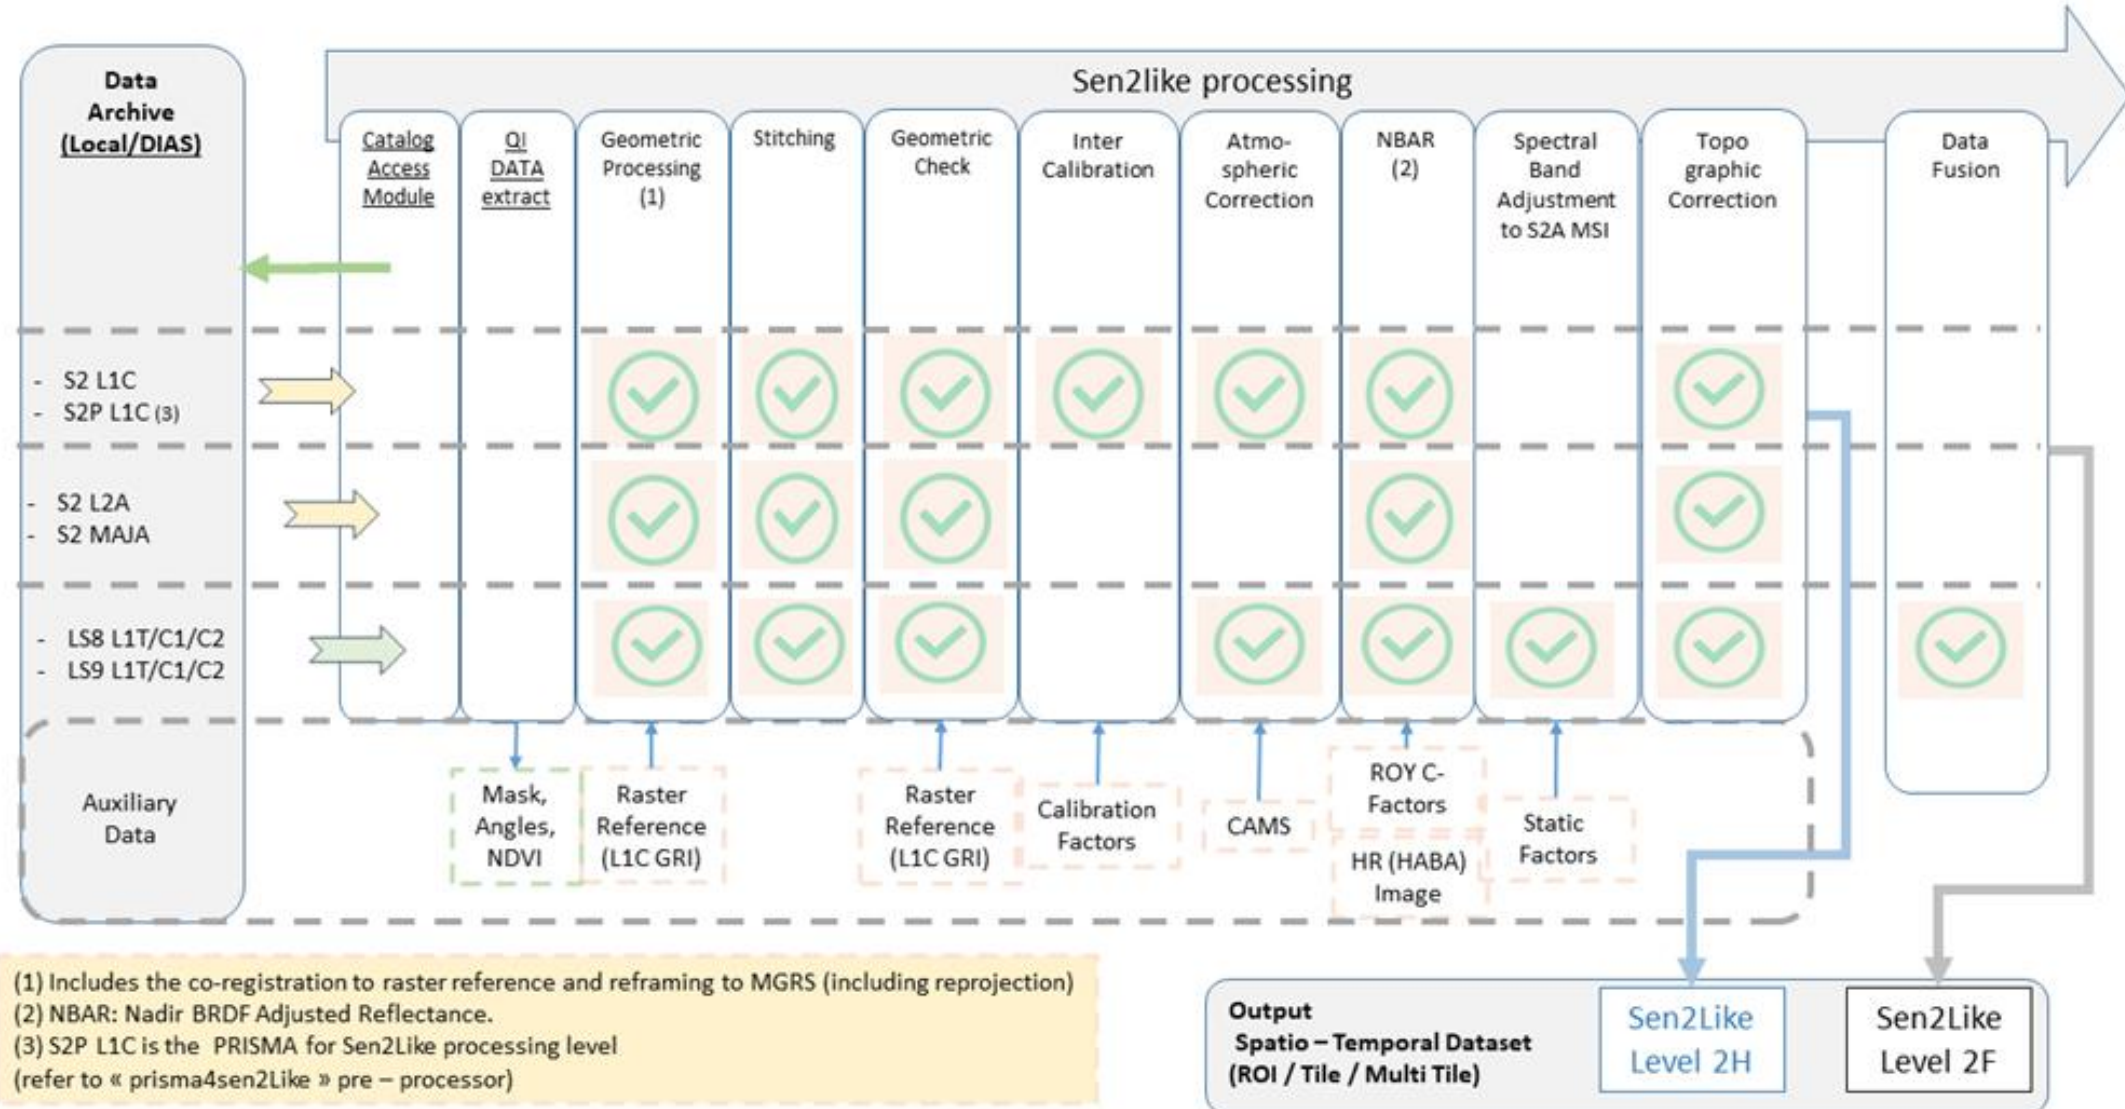 Sen2like processing
Data
Archive
(Local/DIAS)
Catalog
Access
Module
QI
DATA
extract
Geometric
Processing
(1)
Stitching
Geometric
Check
Inter
Calibration
Atmo-
spheric
Correction
NBAR
(2)
Spectral
Band
Adjustment
to S2A MSI
Topo
graphic
Correction
Data
Fusion
- S2 L1C
- S2P L1C (3)
- S2 L2A
- S2 MAJA
- LS8 L1T/C1/C2
- LS9 L1T/C1/C2
Auxiliary
Data
Mask,
Angles,
NDVI
Raster
Reference
(L1C GRI)
Raster
Reference
(L1C GRI)
Calibration
Factors
CAMS
ROY C-
Factors
HR (HABA)
Image
Static
Factors
(1) Includes the co-registration to raster reference and reframing to MGRS (including reprojection)
(2) NBAR: Nadir BRDF Adjusted Reflectance.
(3) S2P L1C is the PRISMA for Sen2Like processing level
(refer to « prisma4sen2Like » pre – processor)
Output
Spatio – Temporal Dataset
(ROI / Tile / Multi Tile)
Sen2Like
Level 2H
Sen2Like
Level 2F